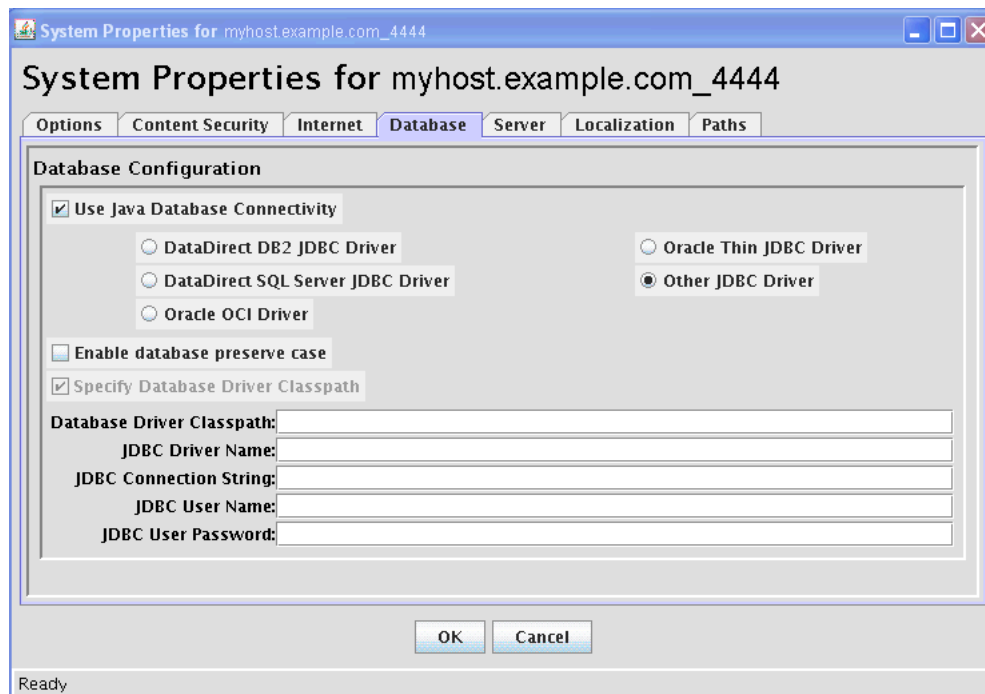 System Properties for myhost.example.com_4444
System Properties for myhost.example.com_4444
Options Content Security Internet Database Server Localization Paths
Database Configuration
Use Java Database Connectivity
DataDirect DB2 JDBC Driver Oracle Thin JDBC Driver
DataDirect SQL Server JDBC Driver Other JDBC Driver
Oracle OCI Driver
Enable database preserve case
Specify Database Driver Classpath
Database Driver Classpath:
JDBC Driver Name:
JDBC Connection String:
JDBC User Name:
JDBC User Password:
OK Cancel
Ready